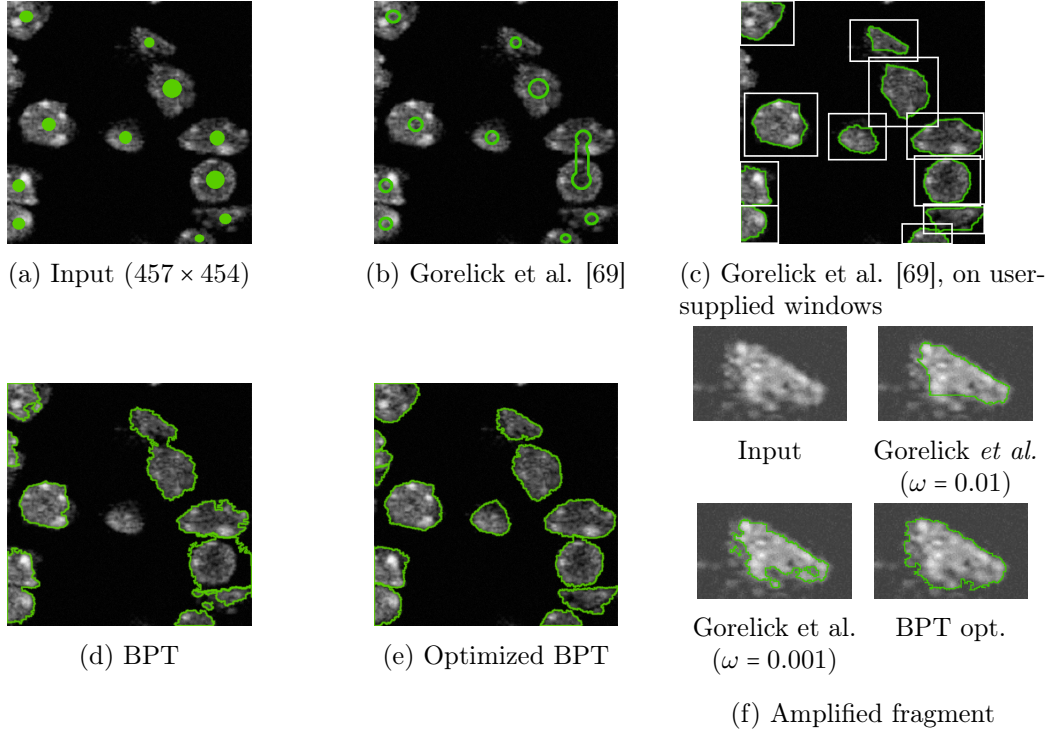 (a) Input (457 × 454)
(b) Gorelick et al. [69]
(c) Gorelick et al. [69], on user-
supplied windows
Input
Gorelick et al.
(ω = 0.01)
Gorelick et al.
(ω = 0.001)
BPT opt.
(d) BPT
(e) Optimized BPT
(f) Amplified fragment